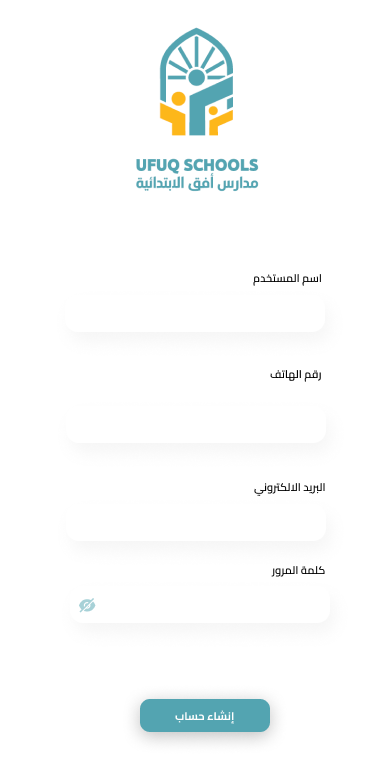 UFUQ SCHOOLS
مدارس أفق الابتدائية
اسم المستخدم
رقم الهاتف
البريد الالكتروني
كلمة المرور
إنشاء حساب